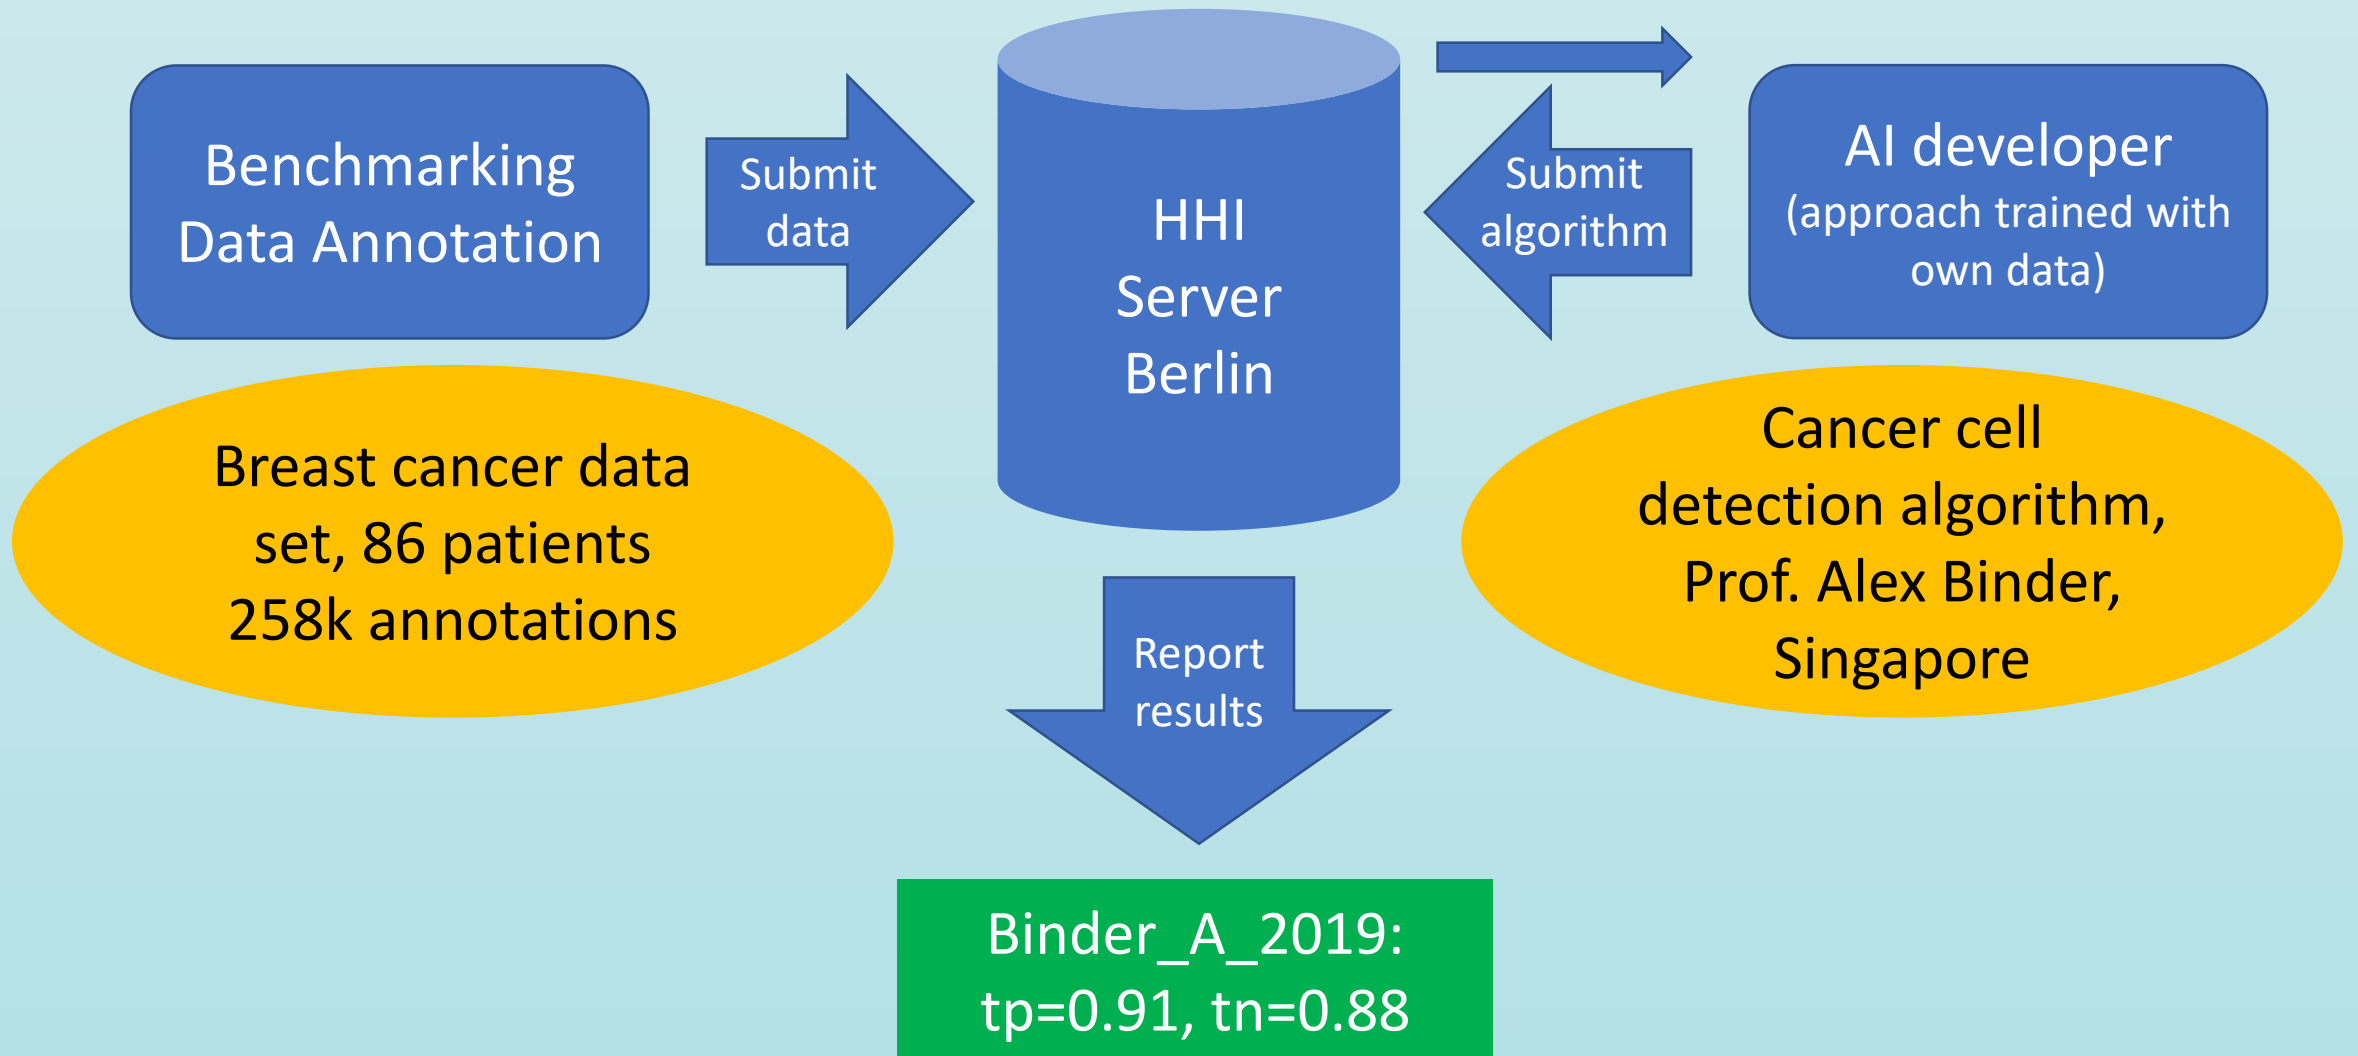 Benchmarking
Data Annotation
Submit
data
HHI
Server
Berlin
Submit
algorithm
AI developer
(approach trained with
own data)
Breast cancer data
set, 86 patients
258k annotations
Cancer cell
detection algorithm,
Prof. Alex Binder,
Singapore
Report
results
Binder_A_2019:
tp=0.91, tn=0.88